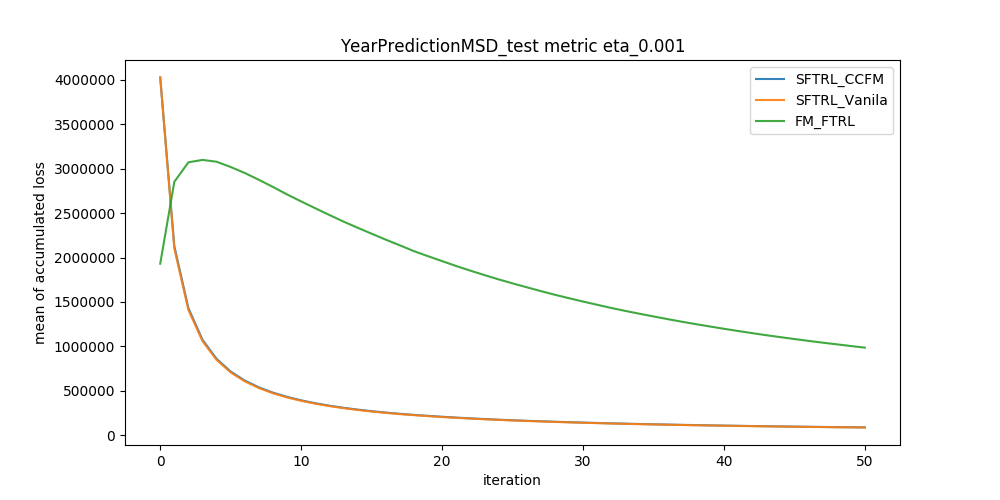 YearPredictionMSD_test metric eta_0.001
SFTRL_CCFM
SFTRL_Vanila
FM_FTRL
mean of accumulated loss
4000000
3500000
3000000
2500000
2000000
1500000
1000000
500000
0
0 10 20 30 40 50
iteration